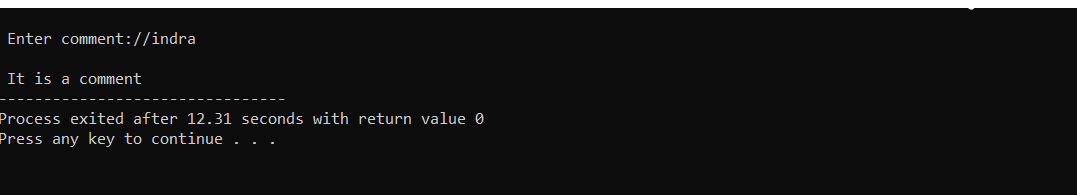 Enter comment://indra
It is a comment
--------------------------------
Process exited after 12.31 seconds with return value 0
Press any key to continue . . .